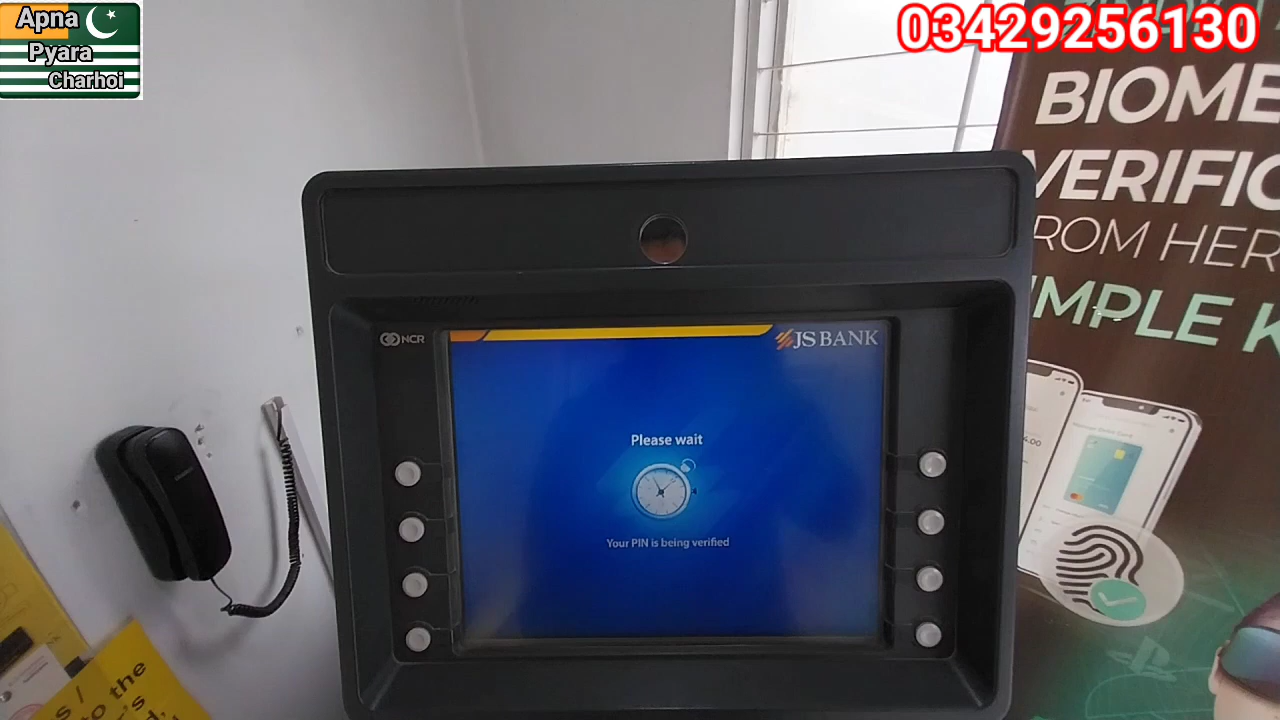 Apna
Pyara
Charhoi
03429256130
BIOME
VERIFIC
ROM HER
IMPLE K
NCR
JS BANK
Please wait
Your PIN is being verified
to the